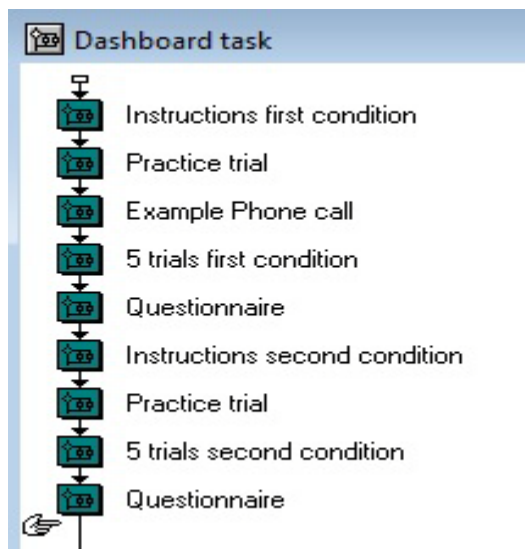 Dashboard task
Instructions first condition
Practice trial
Example Phone call
5 trials first condition
Questionnaire
Instructions second condition
Practice trial
5 trials second condition
Questionnaire